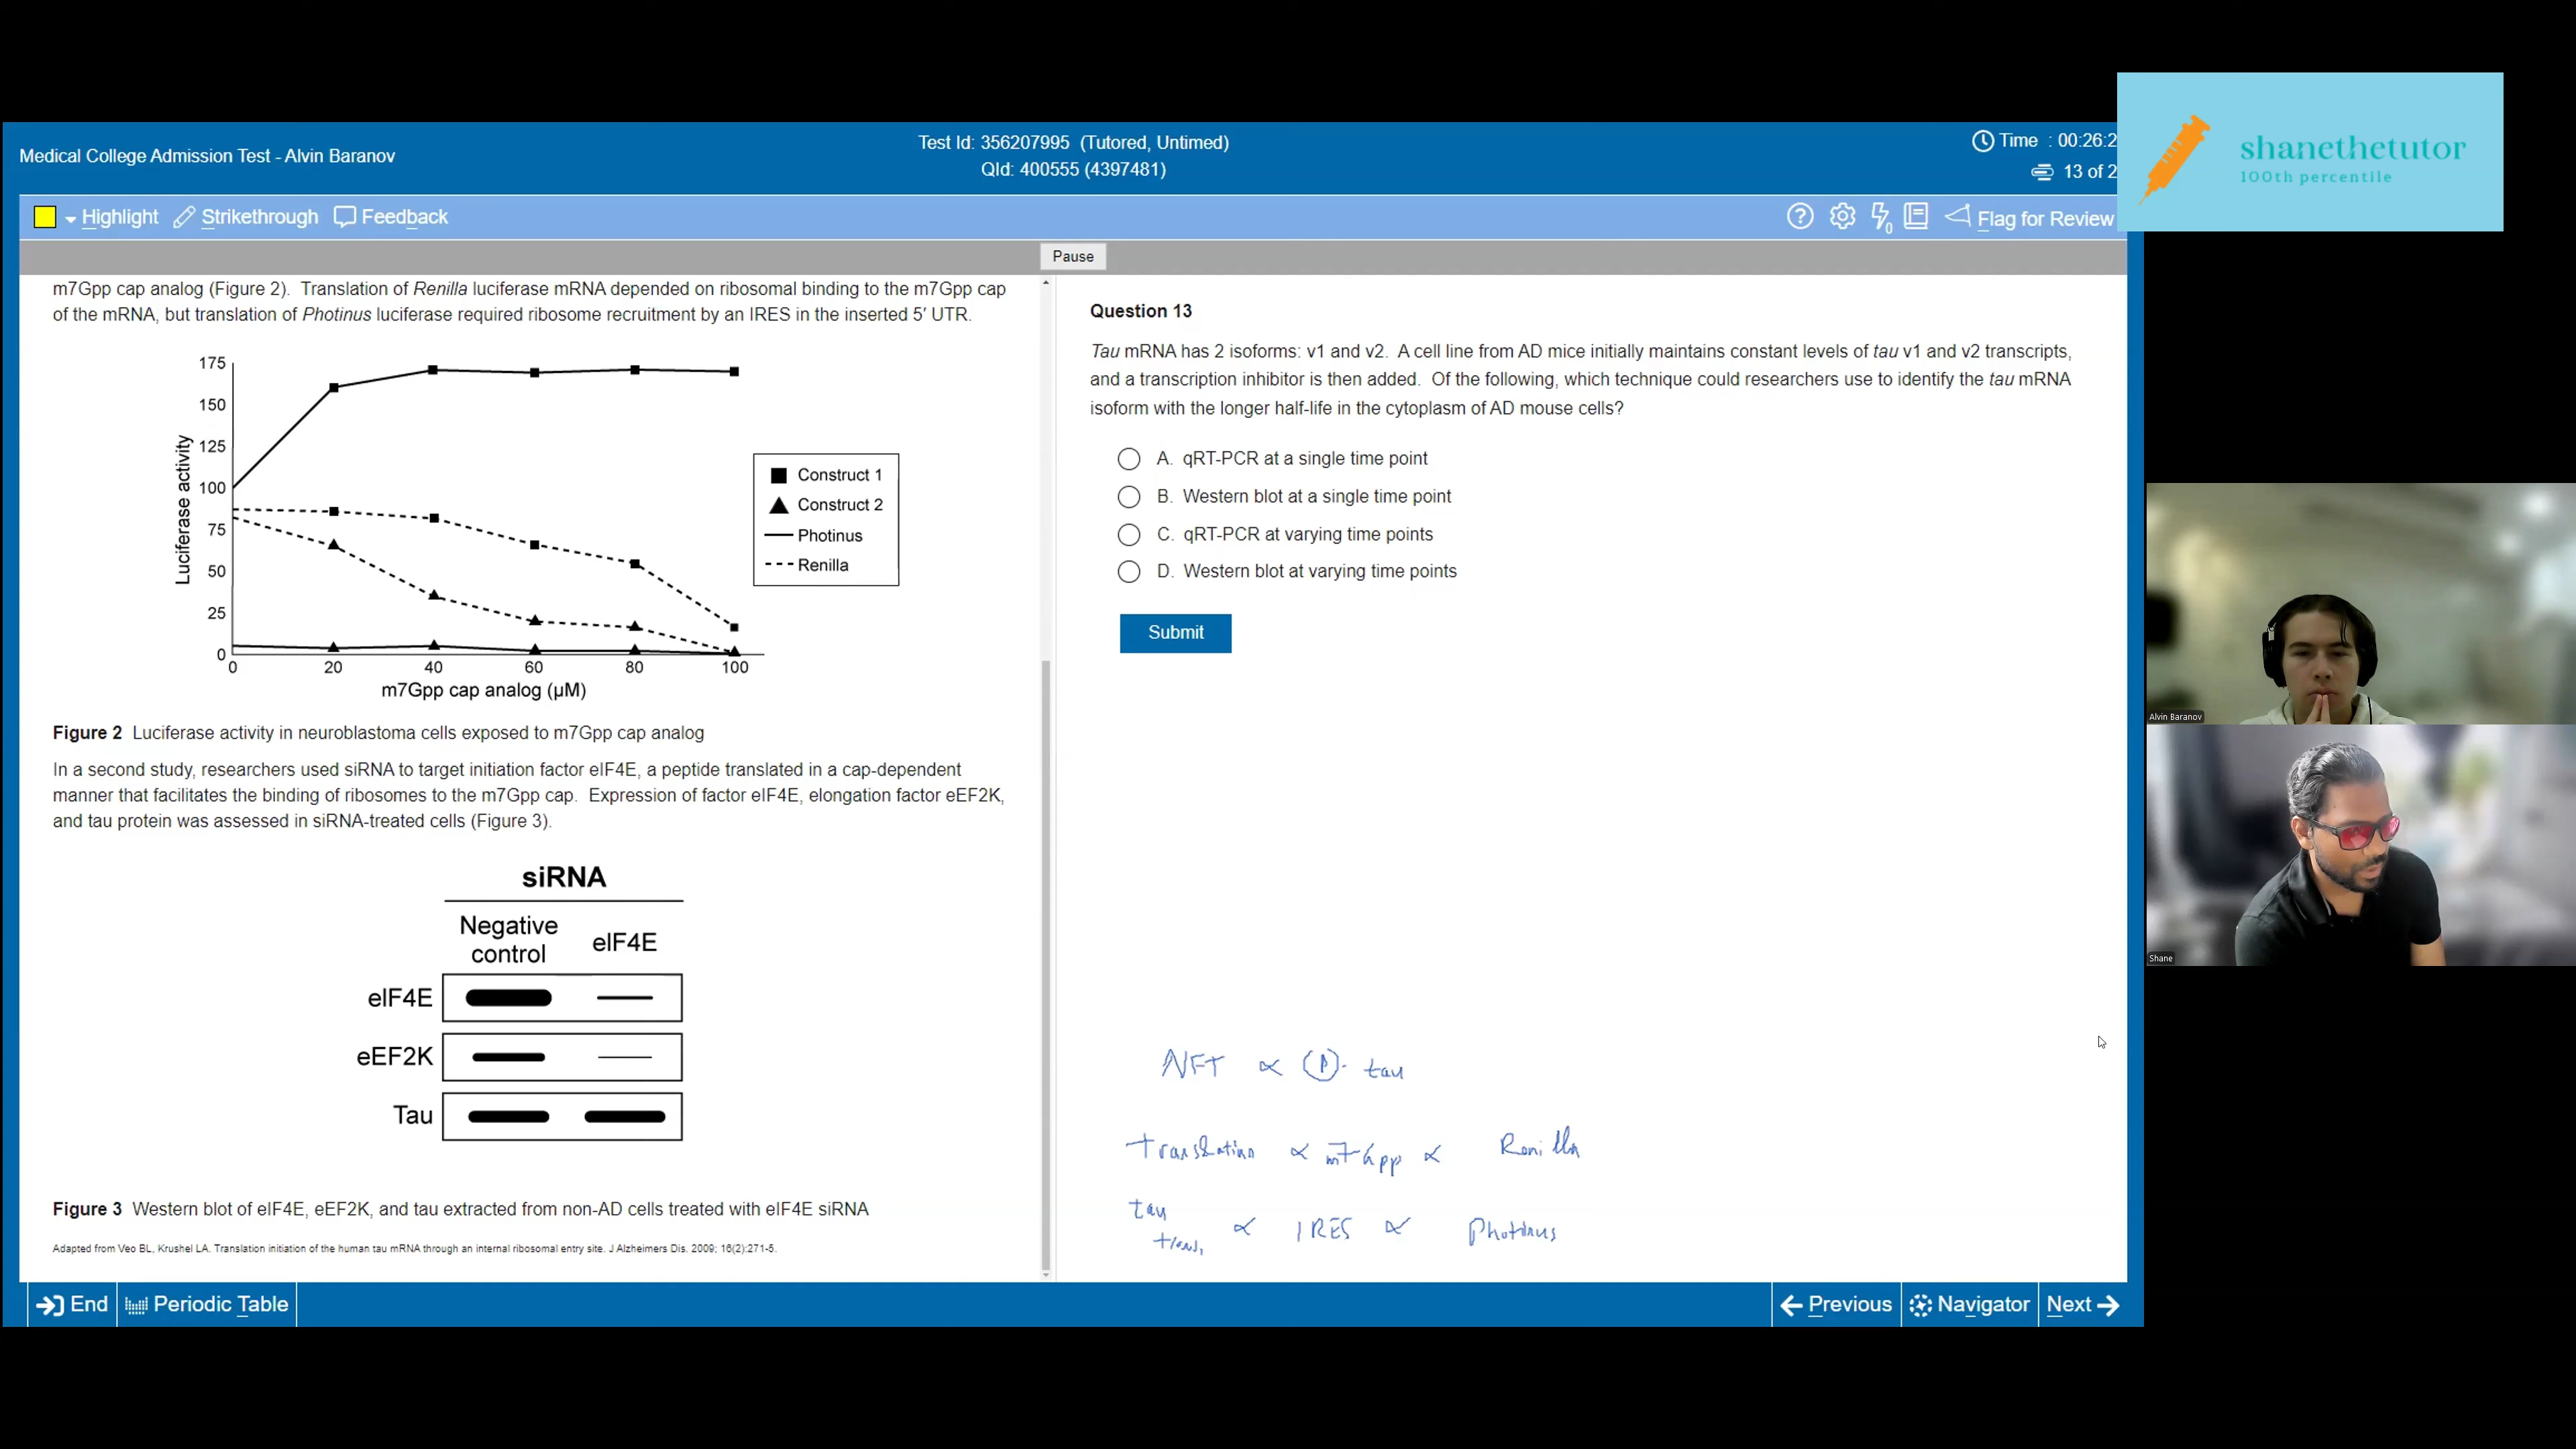 Medical College Admission Test - Alvin Baranov
Test Id: 356207995 (Tutored, Untimed)
QId: 400555 (4397481)
Time : 00:26:2
13 of 2
shanethetutor
100th percentile
Highlight
Strikethrough
Feedback
Flag for Review
Pause
m7Gpp cap analog (Figure 2). Translation of Renilla luciferase mRNA depended on ribosomal binding to the m7Gpp cap
of the mRNA, but translation of Photinus luciferase required ribosome recruitment by an IRES in the inserted 5′ UTR.
175
150
125
100
75
50
25
0
Luciferase activity
0 20 40 60 80 100
m7Gpp cap analog (µM)
Construct 1
Construct 2
Photinus
Renilla
Figure 2 Luciferase activity in neuroblastoma cells exposed to m7Gpp cap analog
In a second study, researchers used siRNA to target initiation factor eIF4E, a peptide translated in a cap-dependent
manner that facilitates the binding of ribosomes to the m7Gpp cap. Expression of factor eIF4E, elongation factor eEF2K,
and tau protein was assessed in siRNA-treated cells (Figure 3).
siRNA
Negative
control
eIF4E
eIF4E
eEF2K
Tau
Figure 3 Western blot of eIF4E, eEF2K, and tau extracted from non-AD cells treated with eIF4E siRNA
Adapted from Veo BL, Krushel LA. Translation initiation of the human tau mRNA through an internal ribosomal entry site. J Alzheimers Dis. 2009; 16(2):271-5.
Question 13
Tau mRNA has 2 isoforms: v1 and v2. A cell line from AD mice initially maintains constant levels of tau v1 and v2 transcripts,
and a transcription inhibitor is then added. Of the following, which technique could researchers use to identify the tau mRNA
isoform with the longer half-life in the cytoplasm of AD mouse cells?
A. qRT-PCR at a single time point
B. Western blot at a single time point
C. qRT-PCR at varying time points
D. Western blot at varying time points
Submit
NFT ∝ Ⓟ- tau
Translation ∝ m7Gpp ∝ Renilla
tau
trans. ∝ IRES ∝ Photinus
Alvin Baranov
Shane
End
Periodic Table
Previous
Navigator
Next